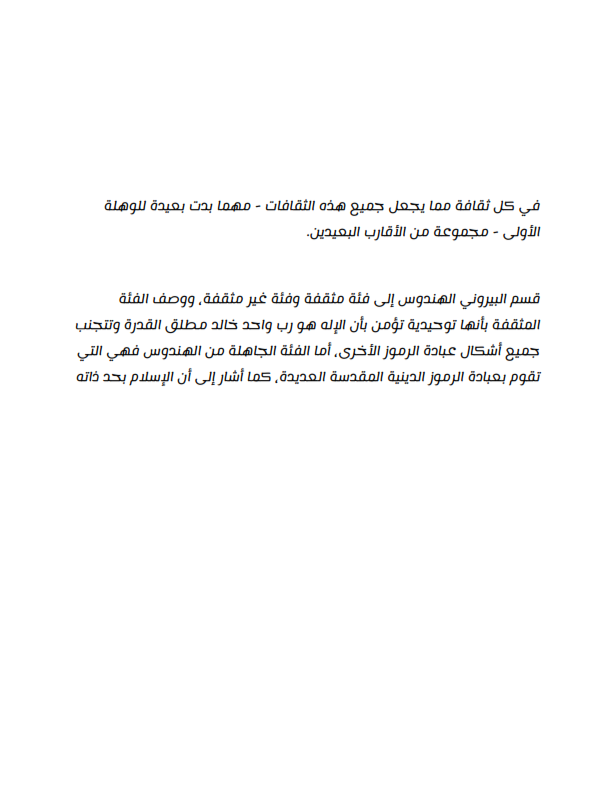 في كل ثقافة مما يجعل جميع هذه الثقافات - مهما بدت بعيدة للوهلة
الأولى - مجموعة من الأقارب البعيدين.
قسم البيروني الهندوس إلى فئة مثقفة وفئة غير مثقفة، ووصف الفئة
المثقفة بأنها توحيدية تؤمن بأن الإله هو رب واحد خالد مطلق القدرة وتتجنب
جميع أشكال عبادة الرموز الأخرى، أما الفئة الجاهلة من الهندوس فهي التي
تقوم بعبادة الرموز الدينية المقدسة العديدة، كما أشار إلى أن الإسلام بحد ذاته